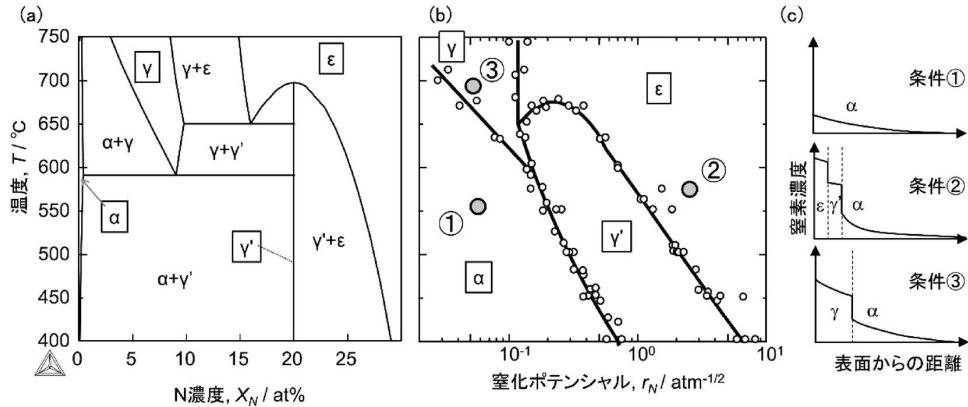 (a)
温度, T / °C
750
700
650
600
550
500
450
400
γ
γ+ε
ε
α+γ
γ+γ'
α
γ'
γ'+ε
α+γ'
0
5
10
15
20
25
N濃度, X_N / at%
(b)
γ
③
ε
②
①
γ'
α
10^-1
10^0
10^1
窒化ポテンシャル, r_N / atm^-1/2
(c)
窒素濃度
条件①
α
条件②
ε γ' α
条件③
γ α
表面からの距離